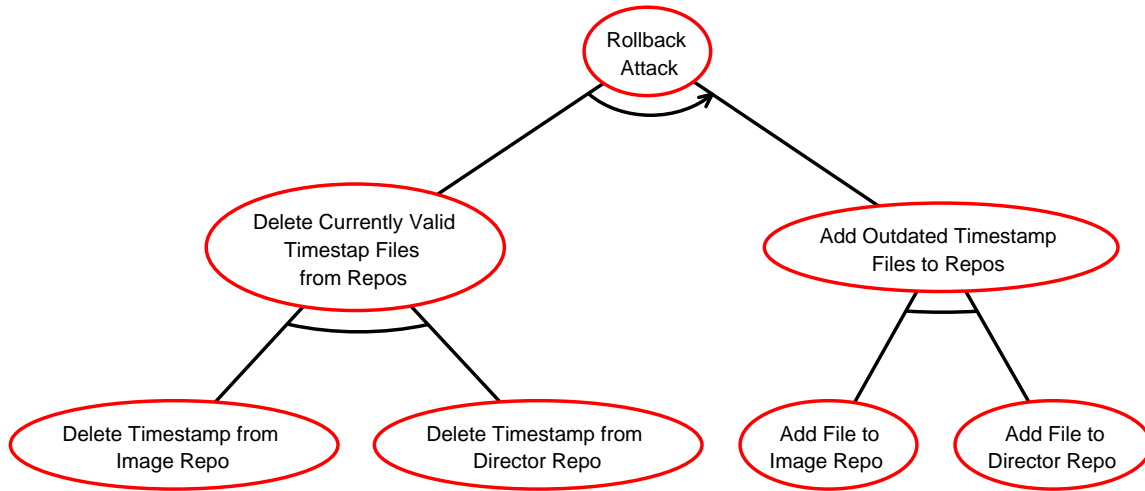 Rollback
Attack
Delete Currently Valid
Timestap Files
from Repos
Add Outdated Timestamp
Files to Repos
Delete Timestamp from
Image Repo
Delete Timestamp from
Director Repo
Add File to
Image Repo
Add File to
Director Repo